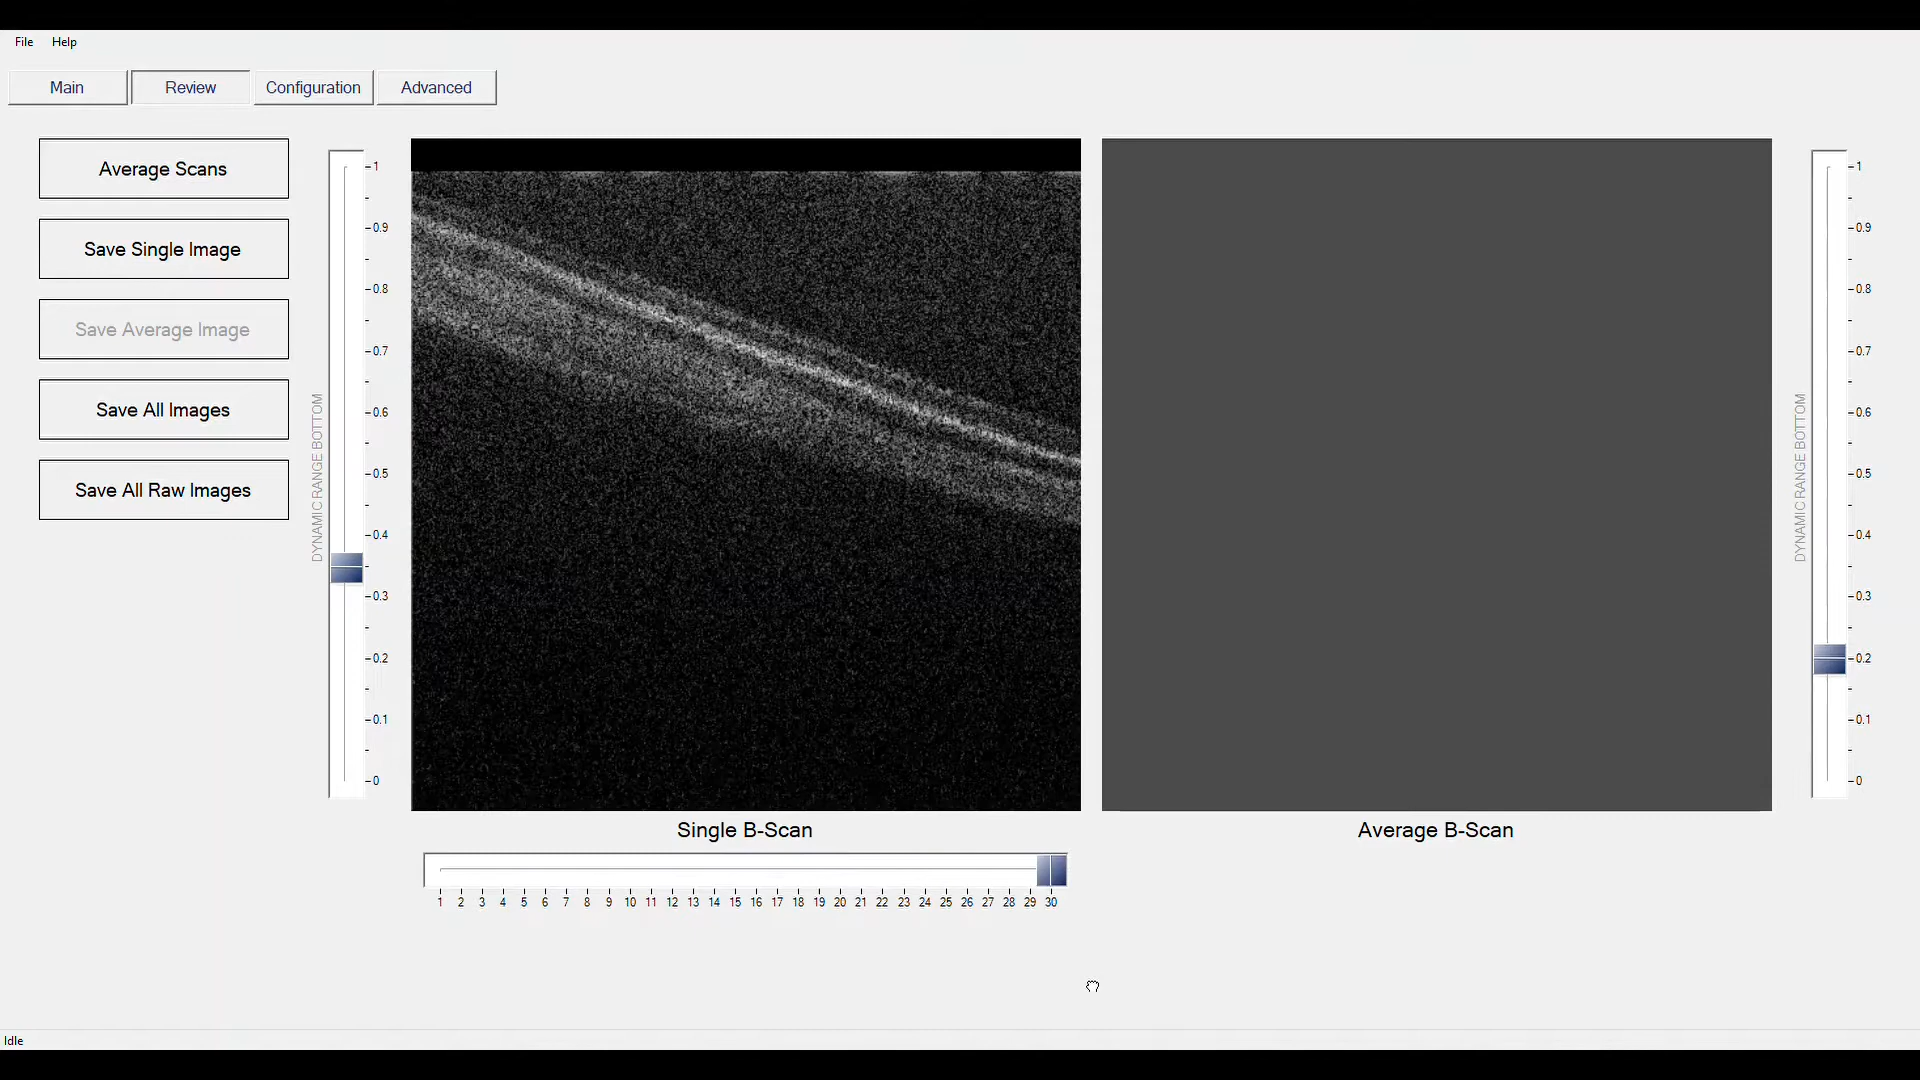 File Help
Main Review Configuration Advanced
Average Scans
Save Single Image
Save Average Image
Save All Images
Save All Raw Images
DYNAMIC RANGE BOTTOM
1
0.9
0.8
0.7
0.6
0.5
0.4
0.3
0.2
0.1
0
Single B-Scan
1 2 3 4 5 6 7 8 9 10 11 12 13 14 15 16 17 18 19 20 21 22 23 24 25 26 27 28 29 30
Average B-Scan
DYNAMIC RANGE BOTTOM
1
0.9
0.8
0.7
0.6
0.5
0.4
0.3
0.2
0.1
0
Idle